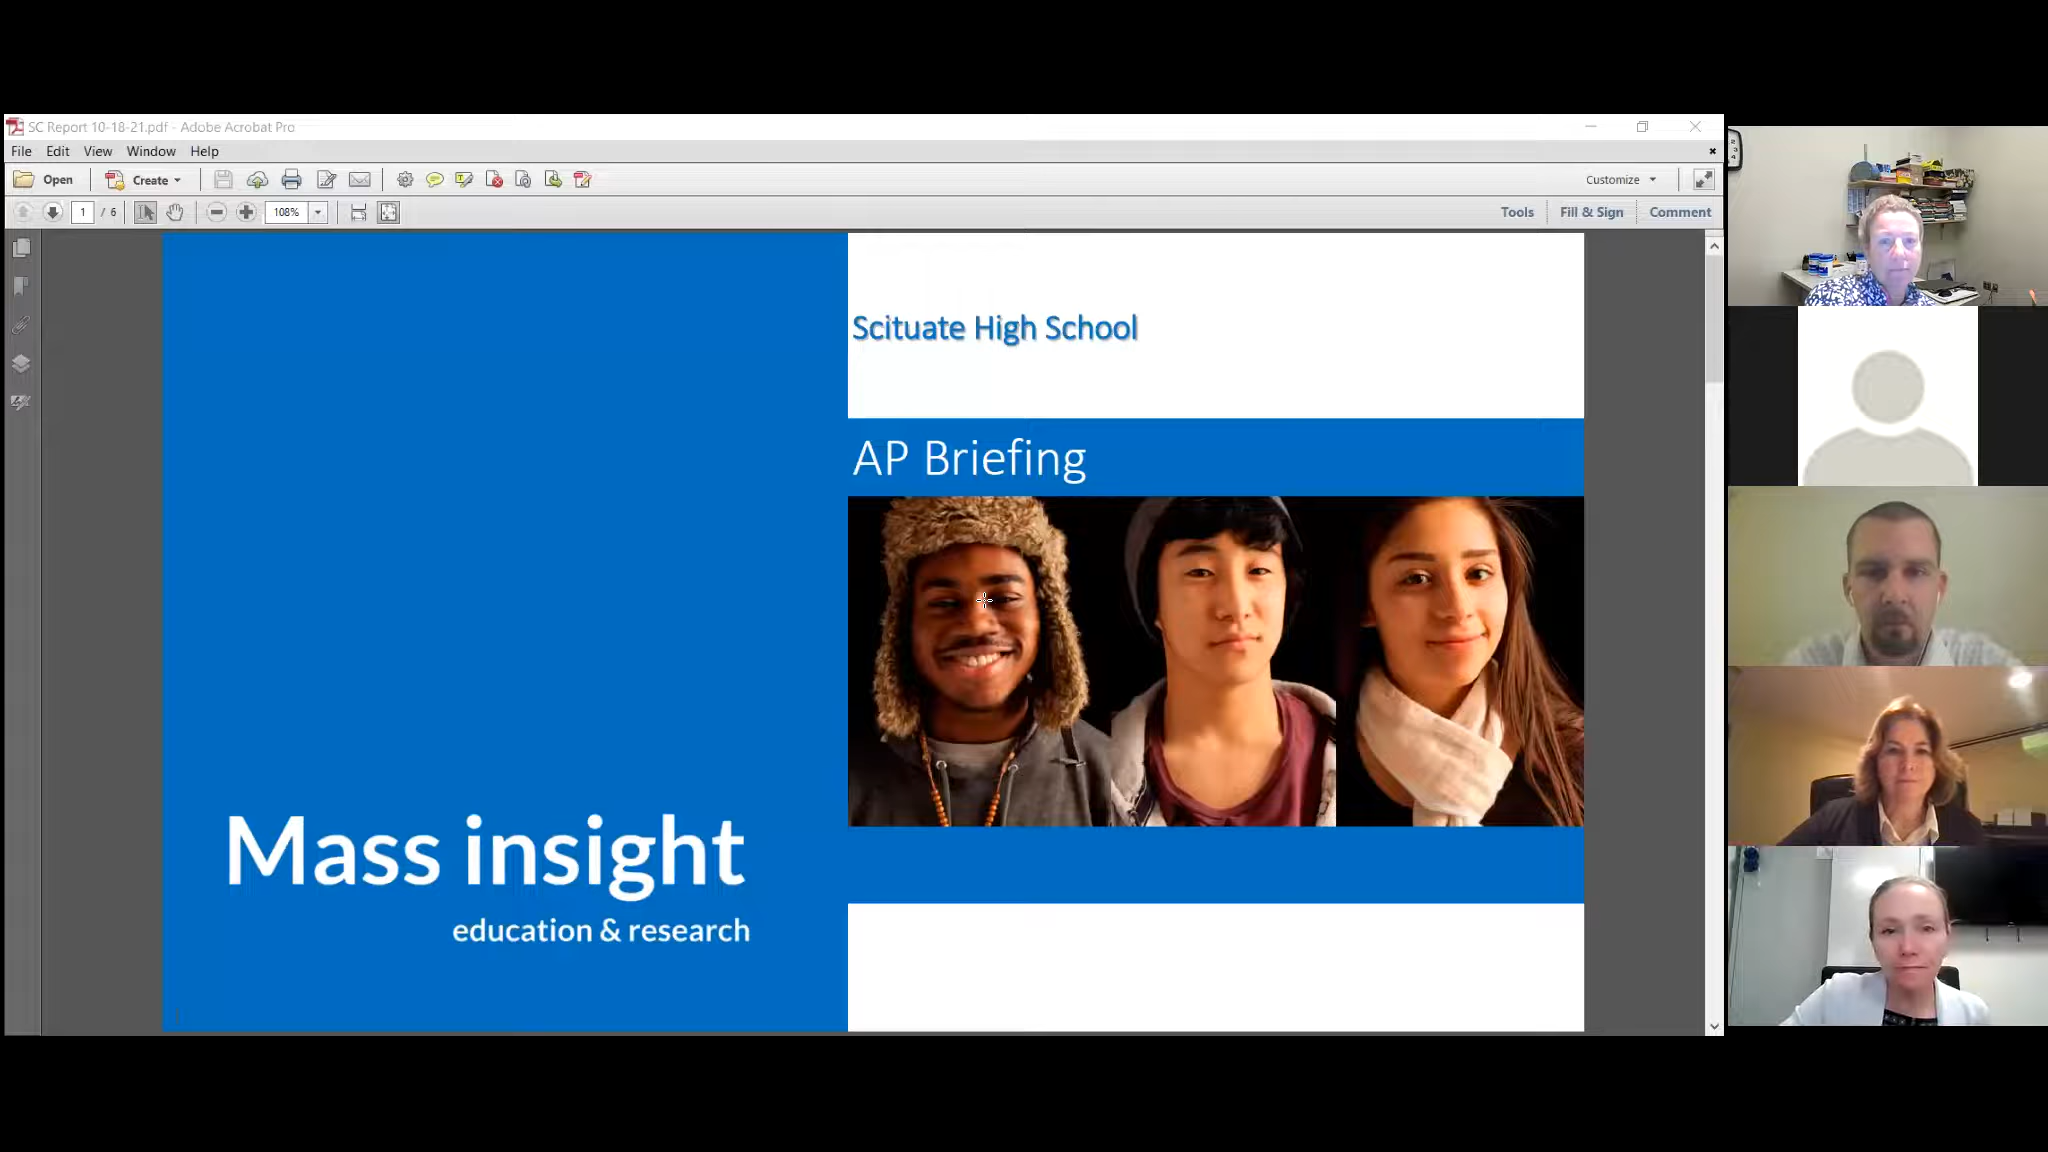 SC Report 10-18-21.pdf - Adobe Acrobat Pro
File Edit View Window Help
Open Create Customize
1 / 6 108% Tools Fill & Sign Comment
Scituate High School
AP Briefing
Mass insight
education & research